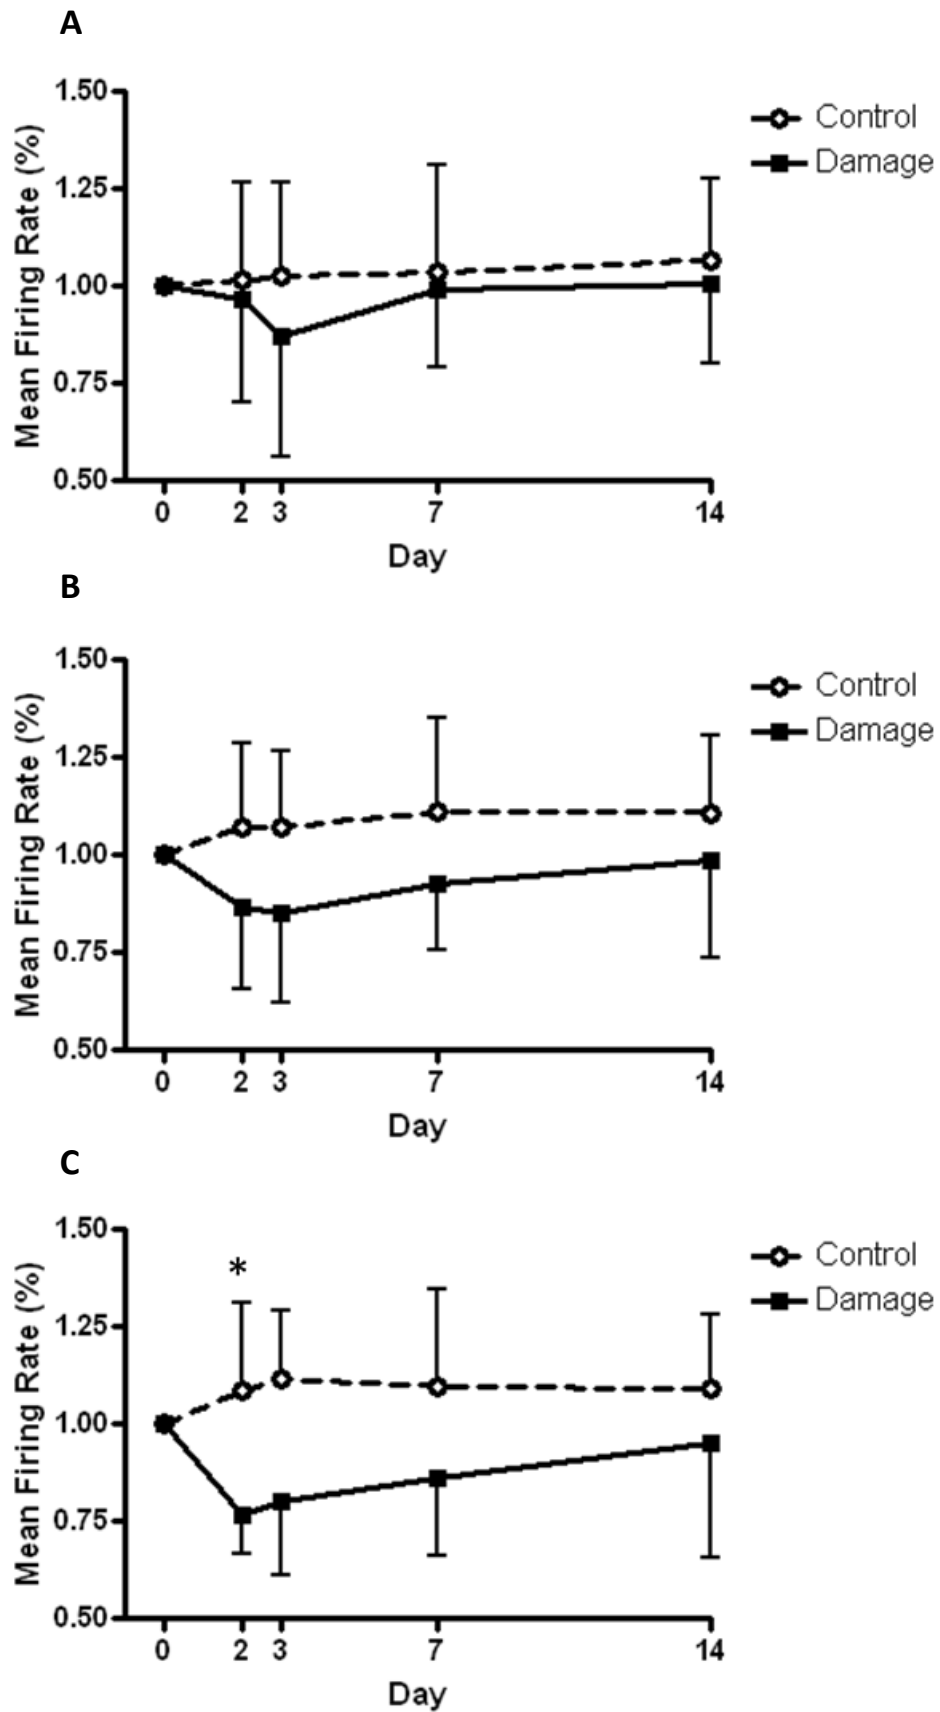 A
1.50
1.25
1.00
0.75
0.50
Mean Firing Rate (%)
0 2 3 7 14
Day
Control
Damage
B
1.50
1.25
1.00
0.75
0.50
Mean Firing Rate (%)
0 2 3 7 14
Day
Control
Damage
C
1.50
1.25
1.00
0.75
0.50
Mean Firing Rate (%)
*
0 2 3 7 14
Day
Control
Damage